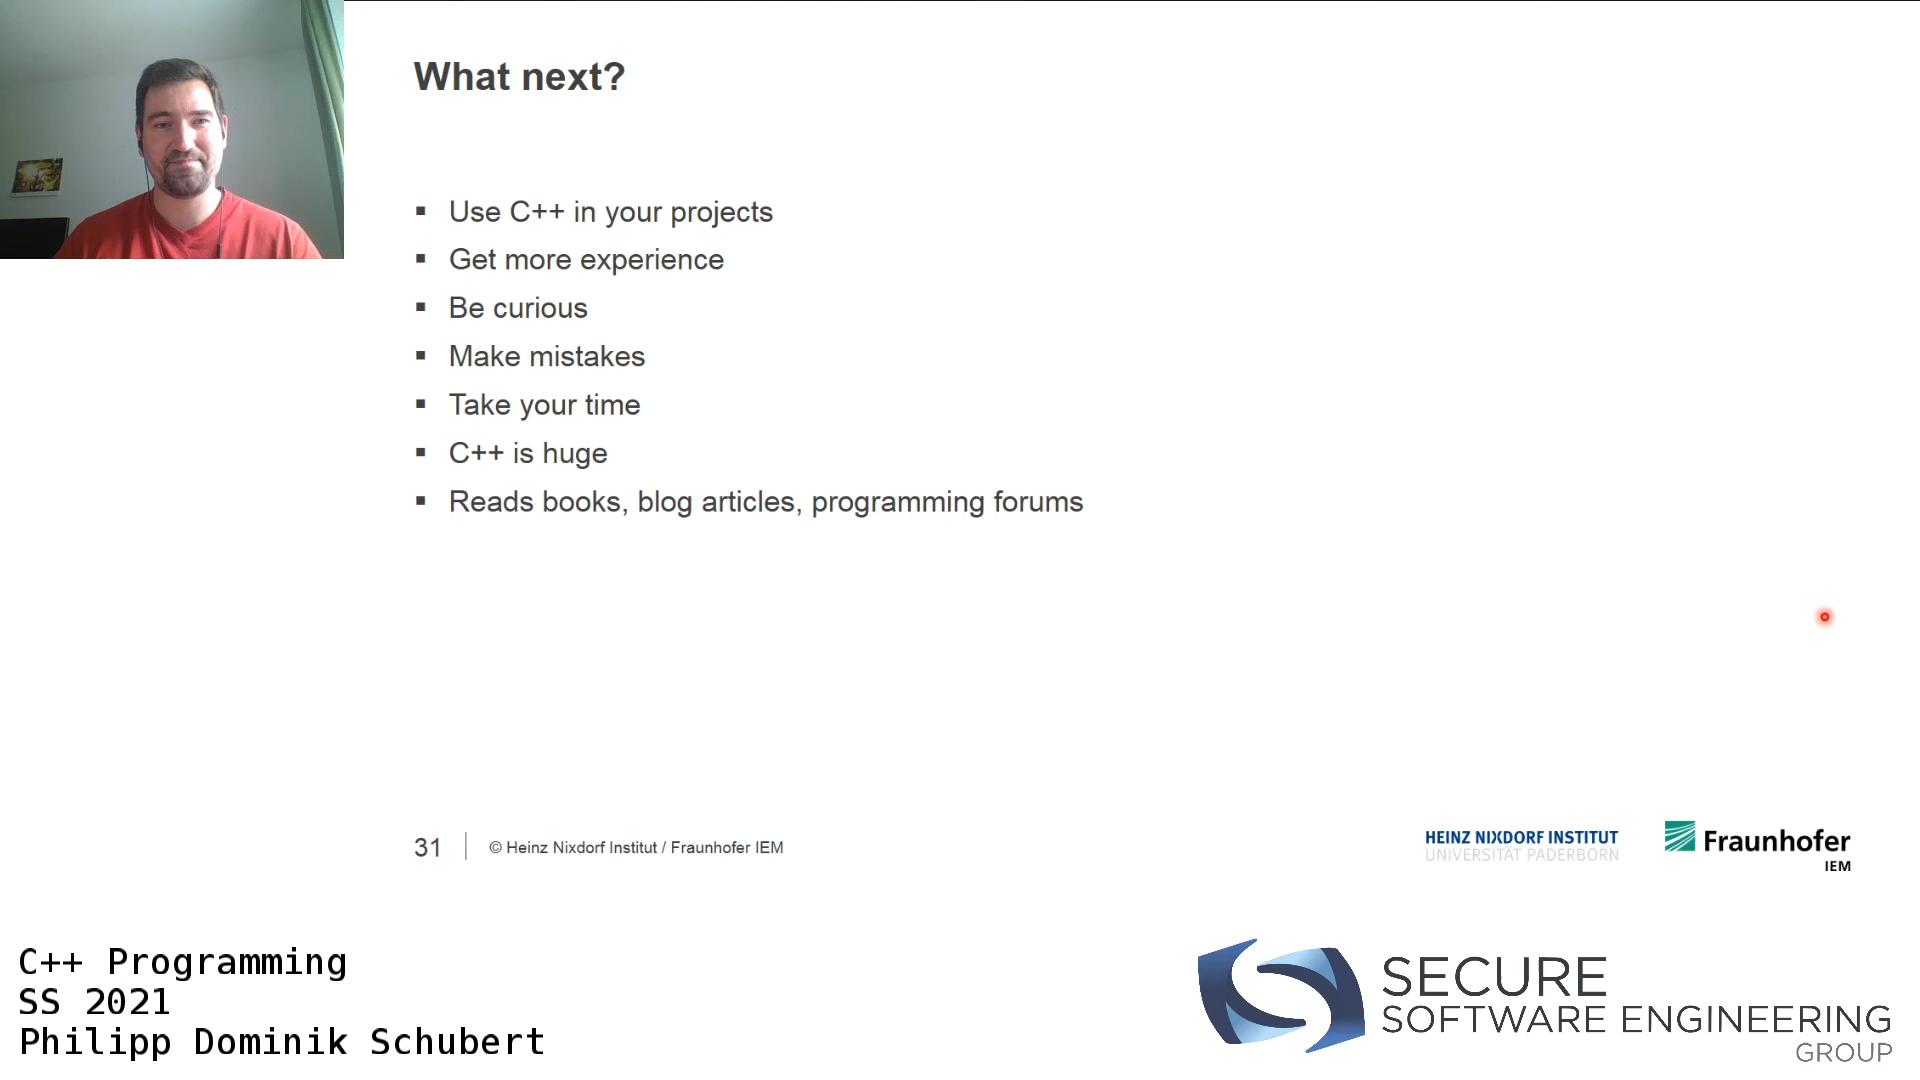 What next?
Use C++ in your projects
Get more experience
Be curious
Make mistakes
Take your time
C++ is huge
Reads books, blog articles, programming forums
31
© Heinz Nixdorf Institut / Fraunhofer IEM
HEINZ NIXDORF INSTITUT
UNIVERSITÄT PADERBORN
Fraunhofer
IEM
C++ Programming
SS 2021
Philipp Dominik Schubert
SECURE
SOFTWARE ENGINEERING
GROUP